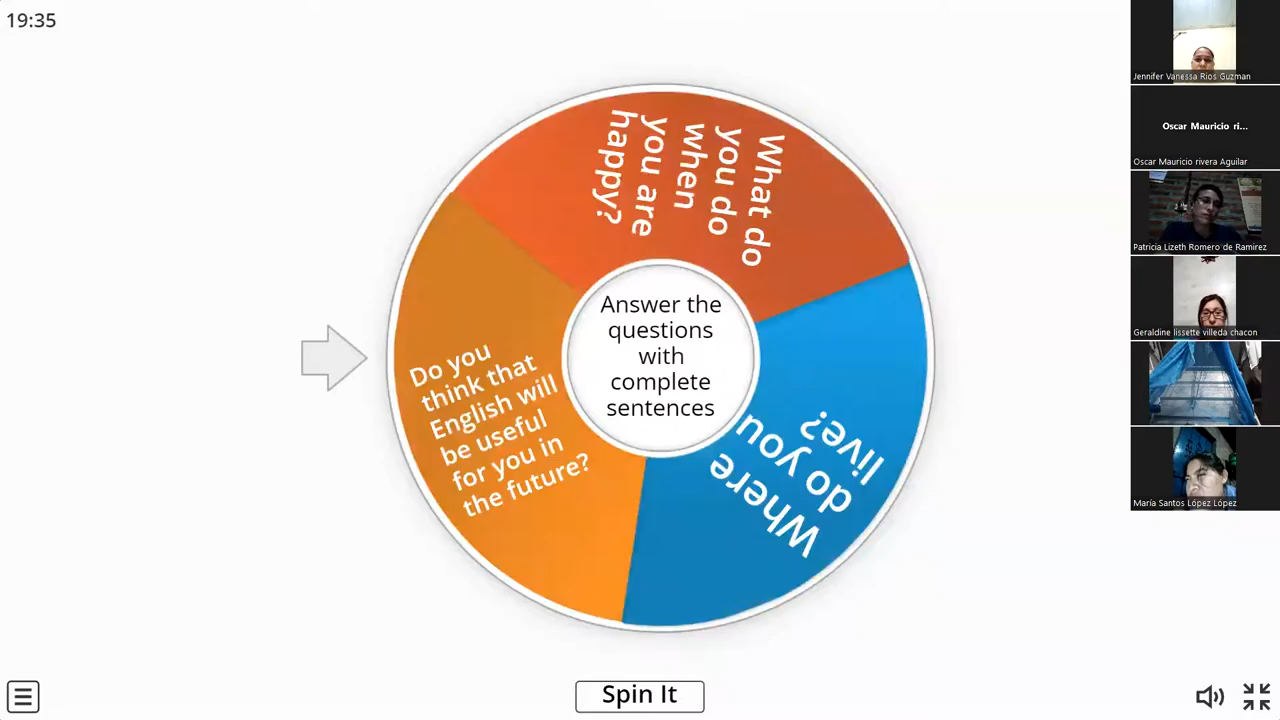 19:35
What do
you do
when
you are
happy?
Do you
think that
English will
be useful
for you in
the future?
Where
do you
live?
Answer the
questions
with
complete
sentences
Spin It
Jennifer Vanessa Rios Guzman
Oscar Mauricio ri...
Oscar Mauricio rivera Aguilar
Patricia Lizeth Romero de Ramirez
Geraldine lissette villeda chacon
María Santos López López